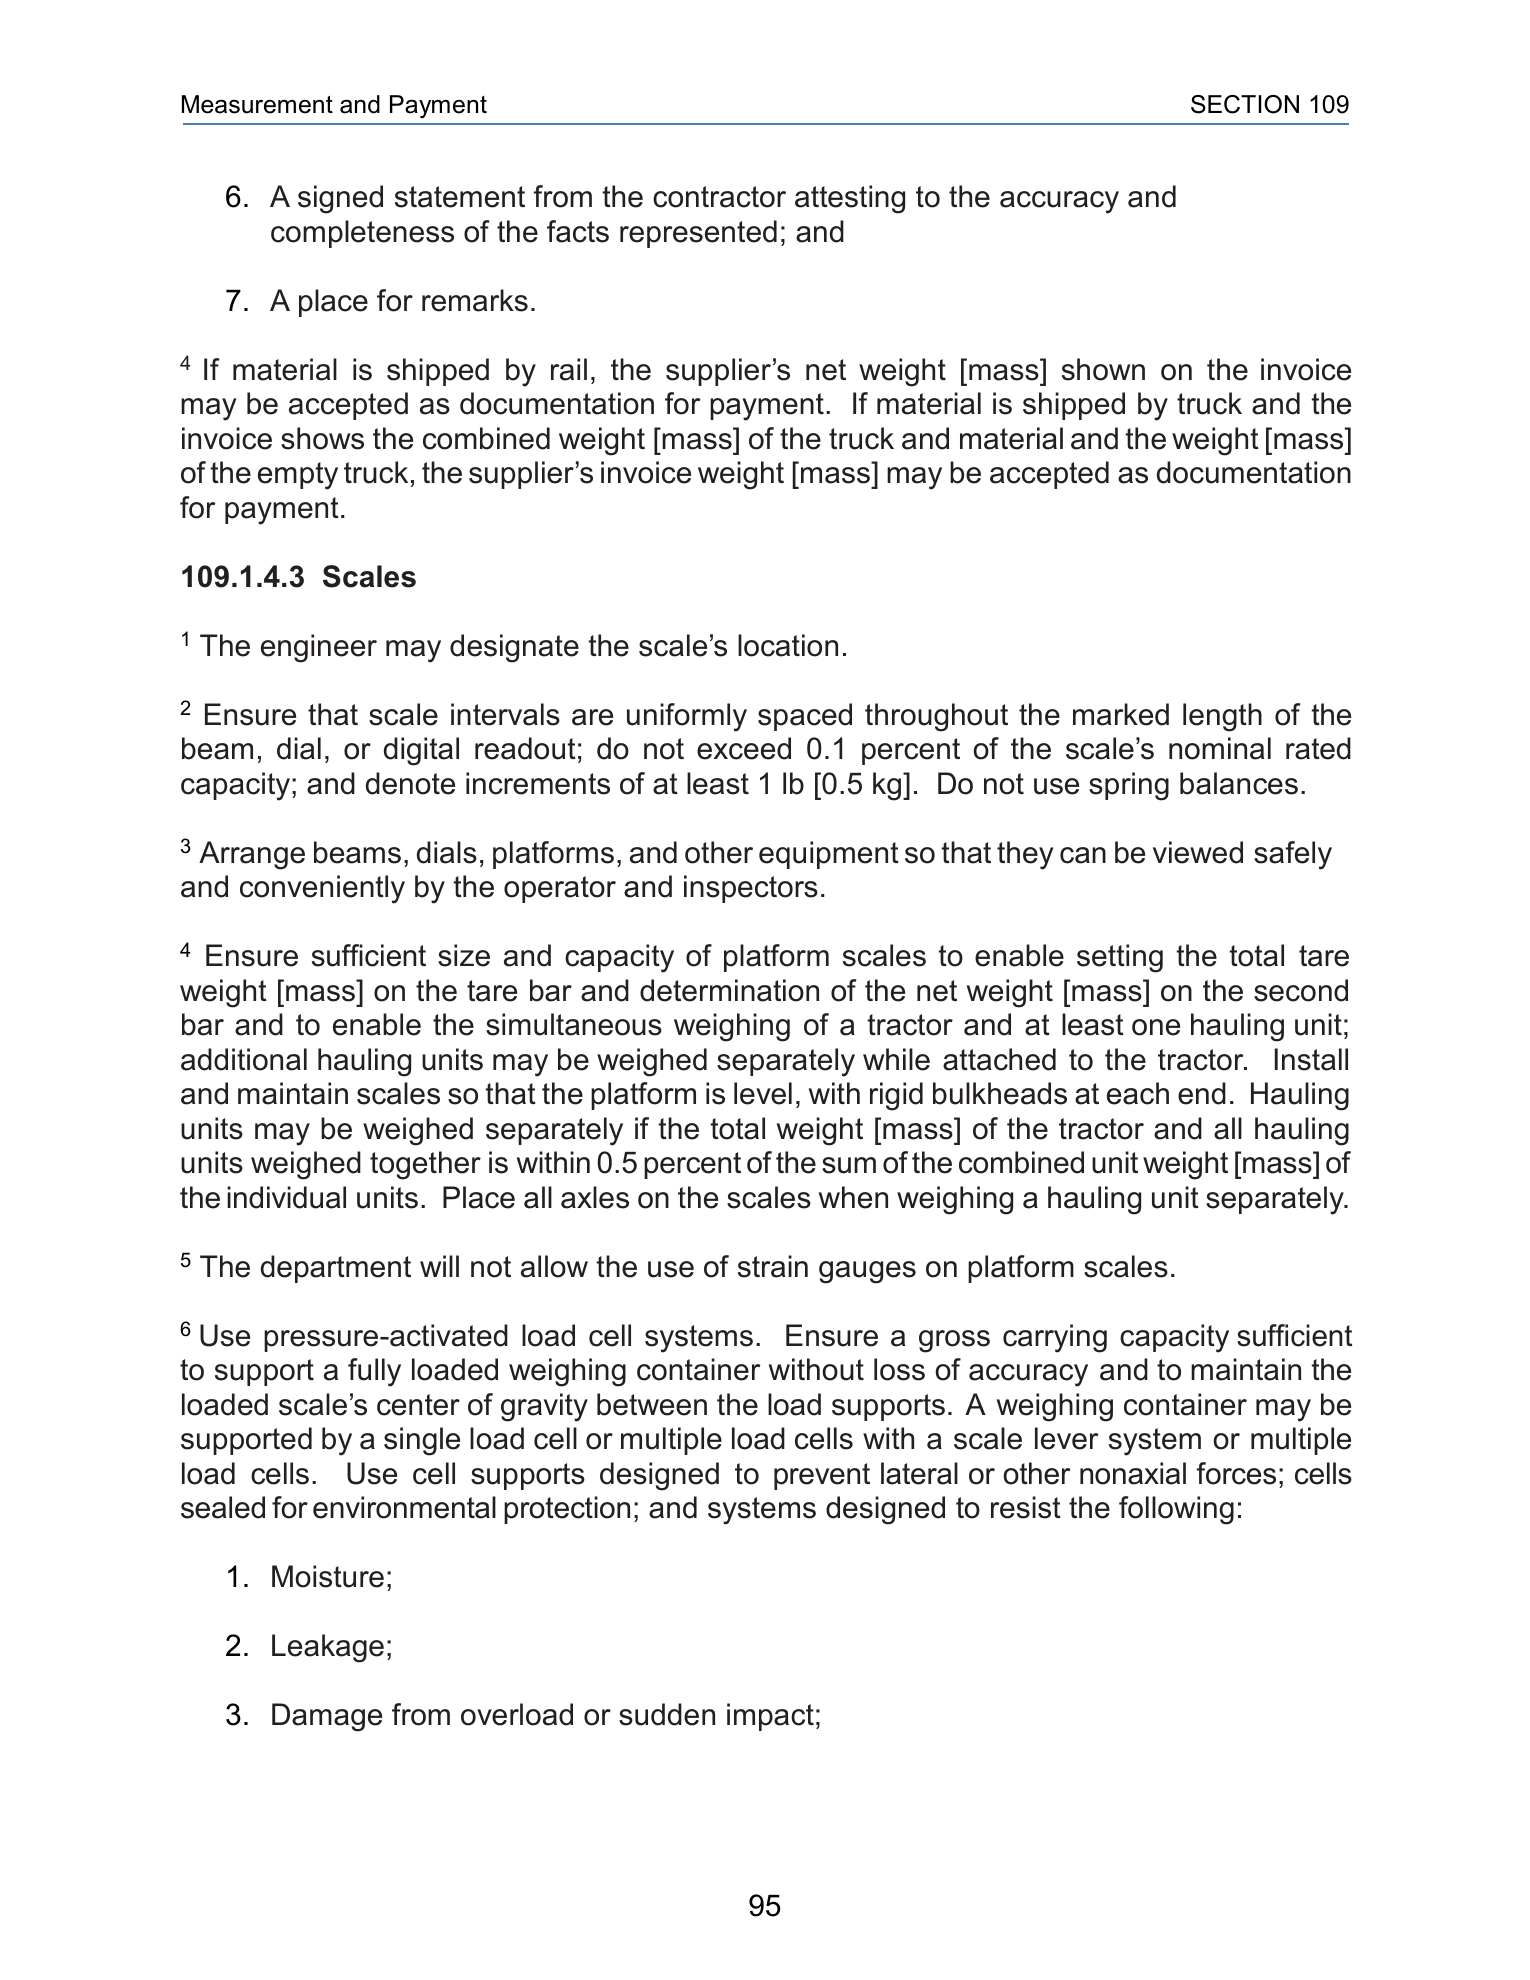 Measurement and Payment SECTION 109
6. A signed statement from the contractor attesting to the accuracy and
completeness of the facts represented; and
7. A place for remarks.
4 If material is shipped by rail, the supplier’s net weight [mass] shown on the invoice
may be accepted as documentation for payment. If material is shipped by truck and the
invoice shows the combined weight [mass] of the truck and material and the weight [mass]
of the empty truck, the supplier’s invoice weight [mass] may be accepted as documentation
for payment.
109.1.4.3 Scales
1 The engineer may designate the scale’s location.
2 Ensure that scale intervals are uniformly spaced throughout the marked length of the
beam, dial, or digital readout; do not exceed 0.1 percent of the scale’s nominal rated
capacity; and denote increments of at least 1 lb [0.5 kg]. Do not use spring balances.
3 Arrange beams, dials, platforms, and other equipment so that they can be viewed safely
and conveniently by the operator and inspectors.
4 Ensure sufficient size and capacity of platform scales to enable setting the total tare
weight [mass] on the tare bar and determination of the net weight [mass] on the second
bar and to enable the simultaneous weighing of a tractor and at least one hauling unit;
additional hauling units may be weighed separately while attached to the tractor. Install
and maintain scales so that the platform is level, with rigid bulkheads at each end. Hauling
units may be weighed separately if the total weight [mass] of the tractor and all hauling
units weighed together is within 0.5 percent of the sum of the combined unit weight [mass] of
the individual units. Place all axles on the scales when weighing a hauling unit separately.
5 The department will not allow the use of strain gauges on platform scales.
6 Use pressure-activated load cell systems. Ensure a gross carrying capacity sufficient
to support a fully loaded weighing container without loss of accuracy and to maintain the
loaded scale’s center of gravity between the load supports. A weighing container may be
supported by a single load cell or multiple load cells with a scale lever system or multiple
load cells. Use cell supports designed to prevent lateral or other nonaxial forces; cells
sealed for environmental protection; and systems designed to resist the following:
1. Moisture;
2. Leakage;
3. Damage from overload or sudden impact;
95